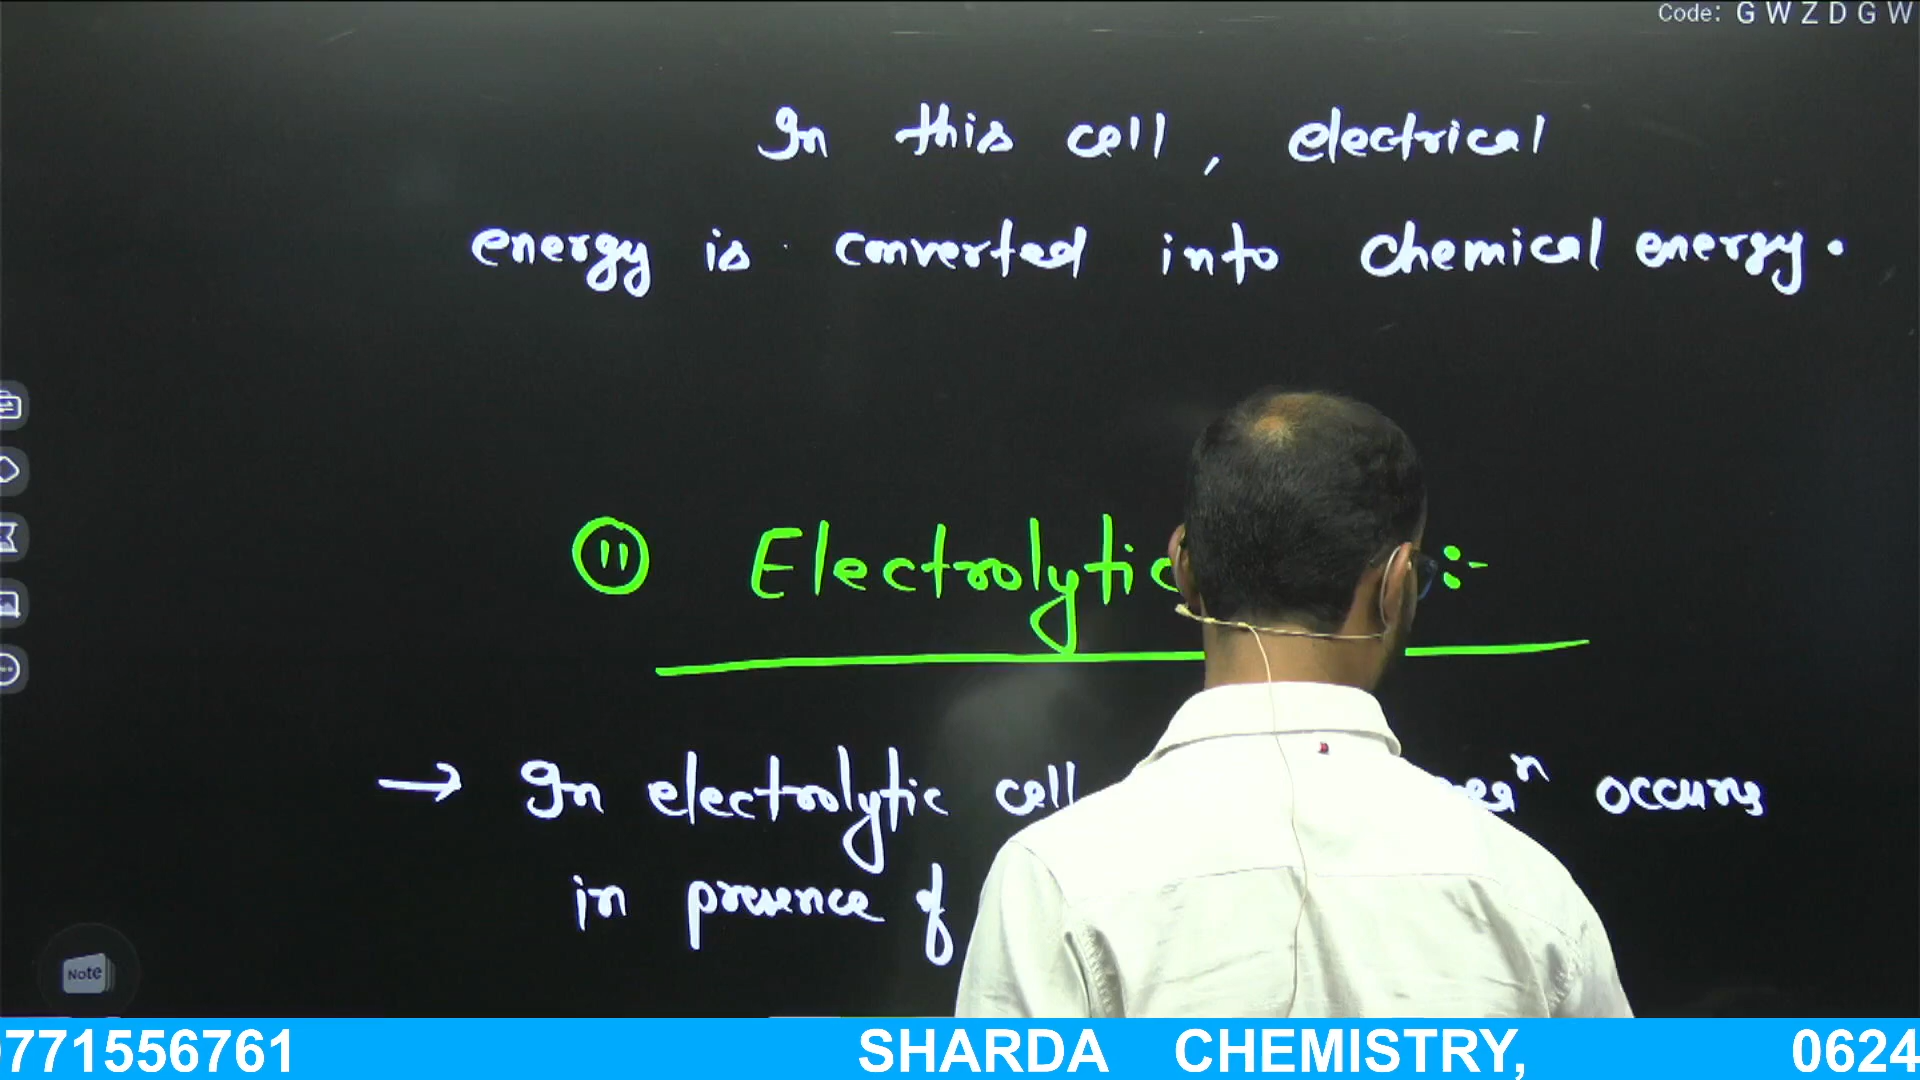 Code: G W Z D G W
In this cell, electrical
energy is converted into chemical energy.
(ii) Electrolytic :-
→ In electrolytic cell occurs
in presence of
Note
771556761 SHARDA CHEMISTRY, 0624